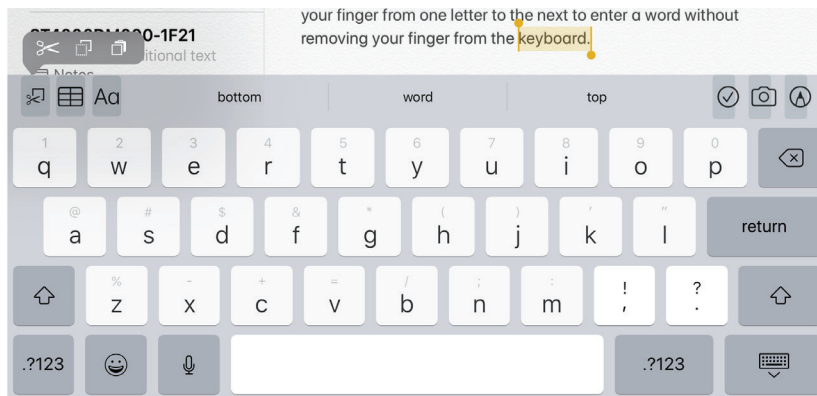 your finger from one letter to the next to enter a word without
removing your finger from the keyboard.
-1F21
itional text
Notes
Aa bottom word top
1 2 3 4 5 6 7 8 9 0
q w e r t y u i o p
@ # $ & * ( ) ' "
a s d f g h j k l return
% - + = / ; : ! ?
z x c v b n m , .
.?123 .?123